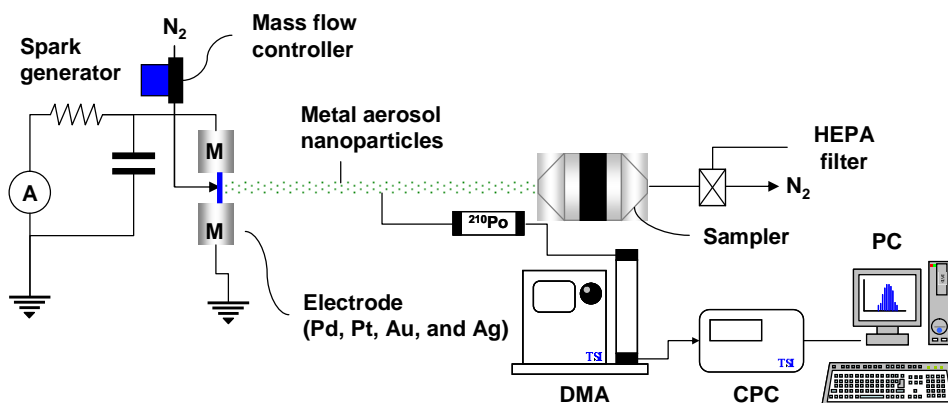 N2
Mass flow
controller
Spark
generator
Metal aerosol
nanoparticles
HEPA
filter
M
A
N2
210Po
M
Sampler
PC
Electrode
(Pd, Pt, Au, and Ag)
TSI
TSI
DMA
CPC